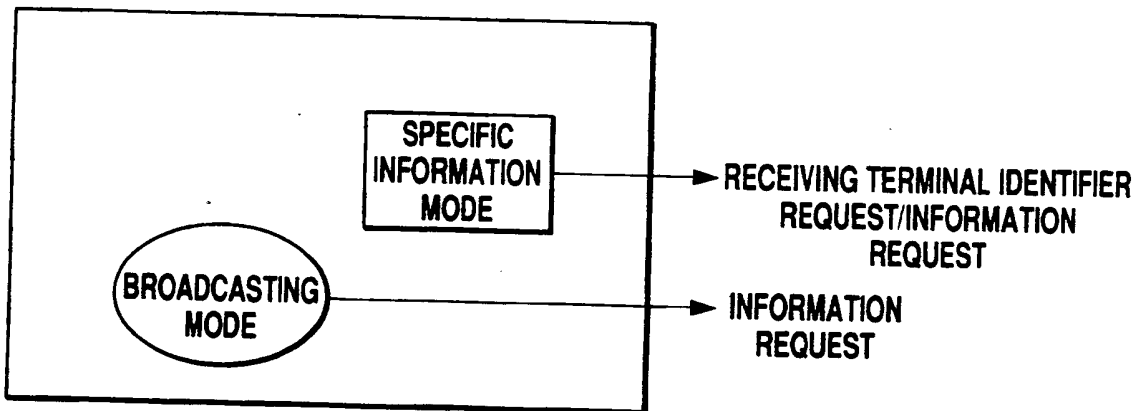 SPECIFIC
INFORMATION
MODE
RECEIVING TERMINAL IDENTIFIER
REQUEST/INFORMATION
REQUEST
BROADCASTING
MODE
INFORMATION
REQUEST